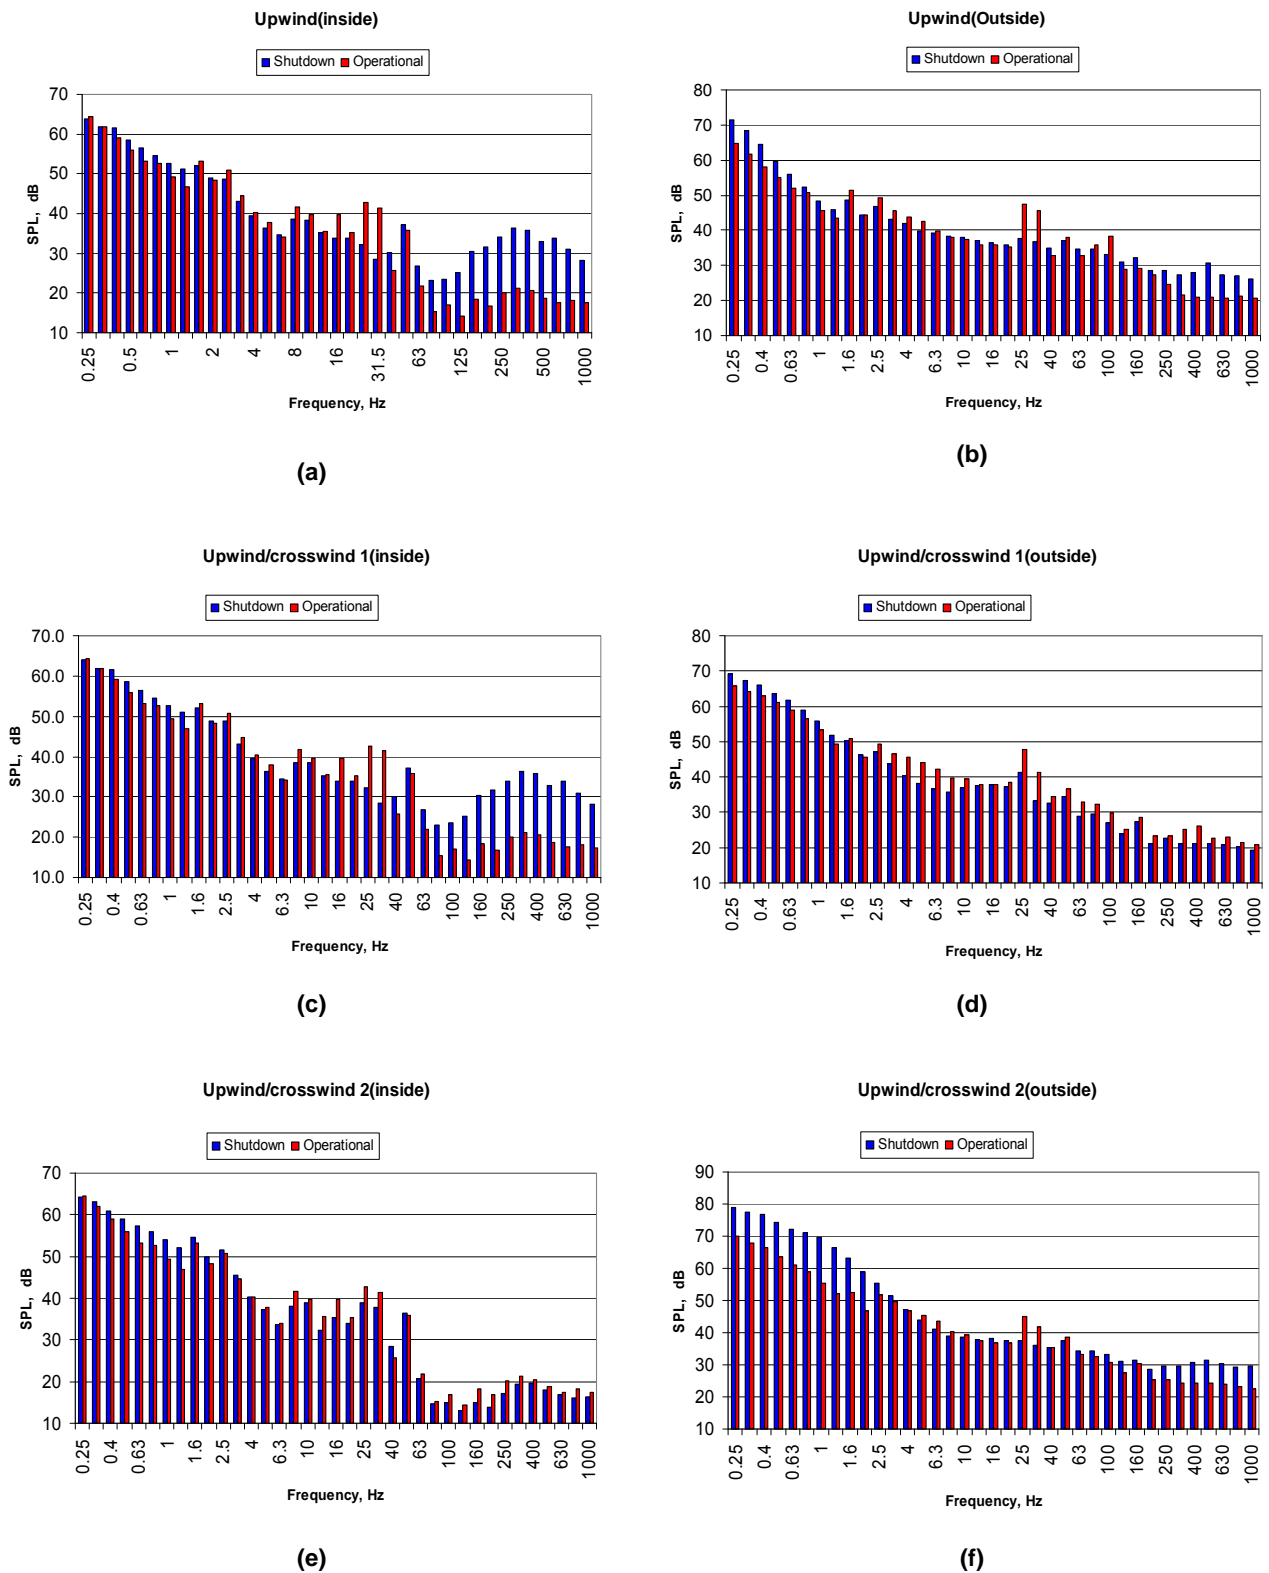 Upwind(inside)
Shutdown Operational
70
60
50
40
30
20
10
SPL, dB
0.25 0.5 1 2 4 8 16 31.5 63 125 250 500 1000
Frequency, Hz
(a)
Upwind(Outside)
Shutdown Operational
80
70
60
50
40
30
20
10
SPL, dB
0.25 0.4 0.63 1 1.6 2.5 4 6.3 10 16 25 40 63 100 160 250 400 630 1000
Frequency, Hz
(b)
Upwind/crosswind 1(inside)
Shutdown Operational
70.0
60.0
50.0
40.0
30.0
20.0
10.0
SPL, dB
0.25 0.4 0.63 1 1.6 2.5 4 6.3 10 16 25 40 63 100 160 250 400 630 1000
Frequency, Hz
(c)
Upwind/crosswind 1(outside)
Shutdown Operational
80
70
60
50
40
30
20
10
SPL, dB
0.25 0.4 0.63 1 1.6 2.5 4 6.3 10 16 25 40 63 100 160 250 400 630 1000
Frequency, Hz
(d)
Upwind/crosswind 2(inside)
Shutdown Operational
70
60
50
40
30
20
10
SPL, dB
0.25 0.4 0.63 1 1.6 2.5 4 6.3 10 16 25 40 63 100 160 250 400 630 1000
Frequency, Hz
(e)
Upwind/crosswind 2(outside)
Shutdown Operational
90
80
70
60
50
40
30
20
10
SPL, dB
0.25 0.4 0.63 1 1.6 2.5 4 6.3 10 16 25 40 63 100 160 250 400 630 1000
Frequency, Hz
(f)